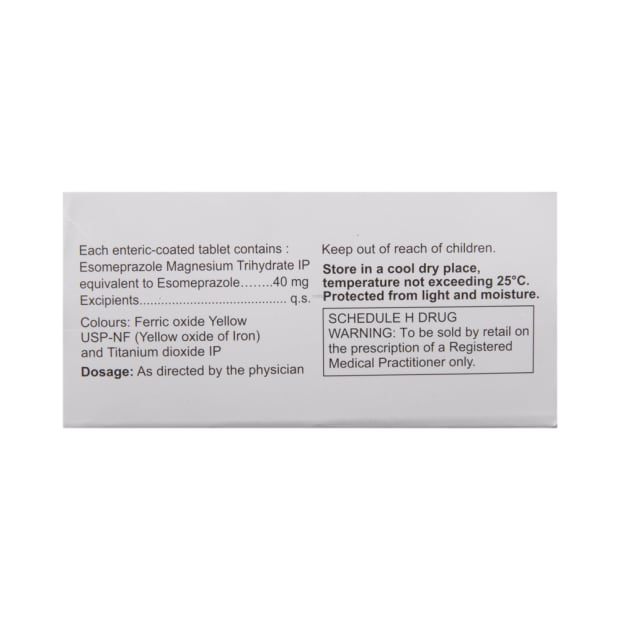 Each enteric-coated tablet contains :
Esomeprazole Magnesium Trihydrate IP
equivalent to Esomeprazole........40 mg
Excipients....................................... q.s.
Colours: Ferric oxide Yellow
USP-NF (Yellow oxide of Iron)
and Titanium dioxide IP
Dosage: As directed by the physician
Keep out of reach of children.
Store in a cool dry place,
temperature not exceeding 25°C.
Protected from light and moisture.
SCHEDULE H DRUG
WARNING: To be sold by retail on
the prescription of a Registered
Medical Practitioner only.